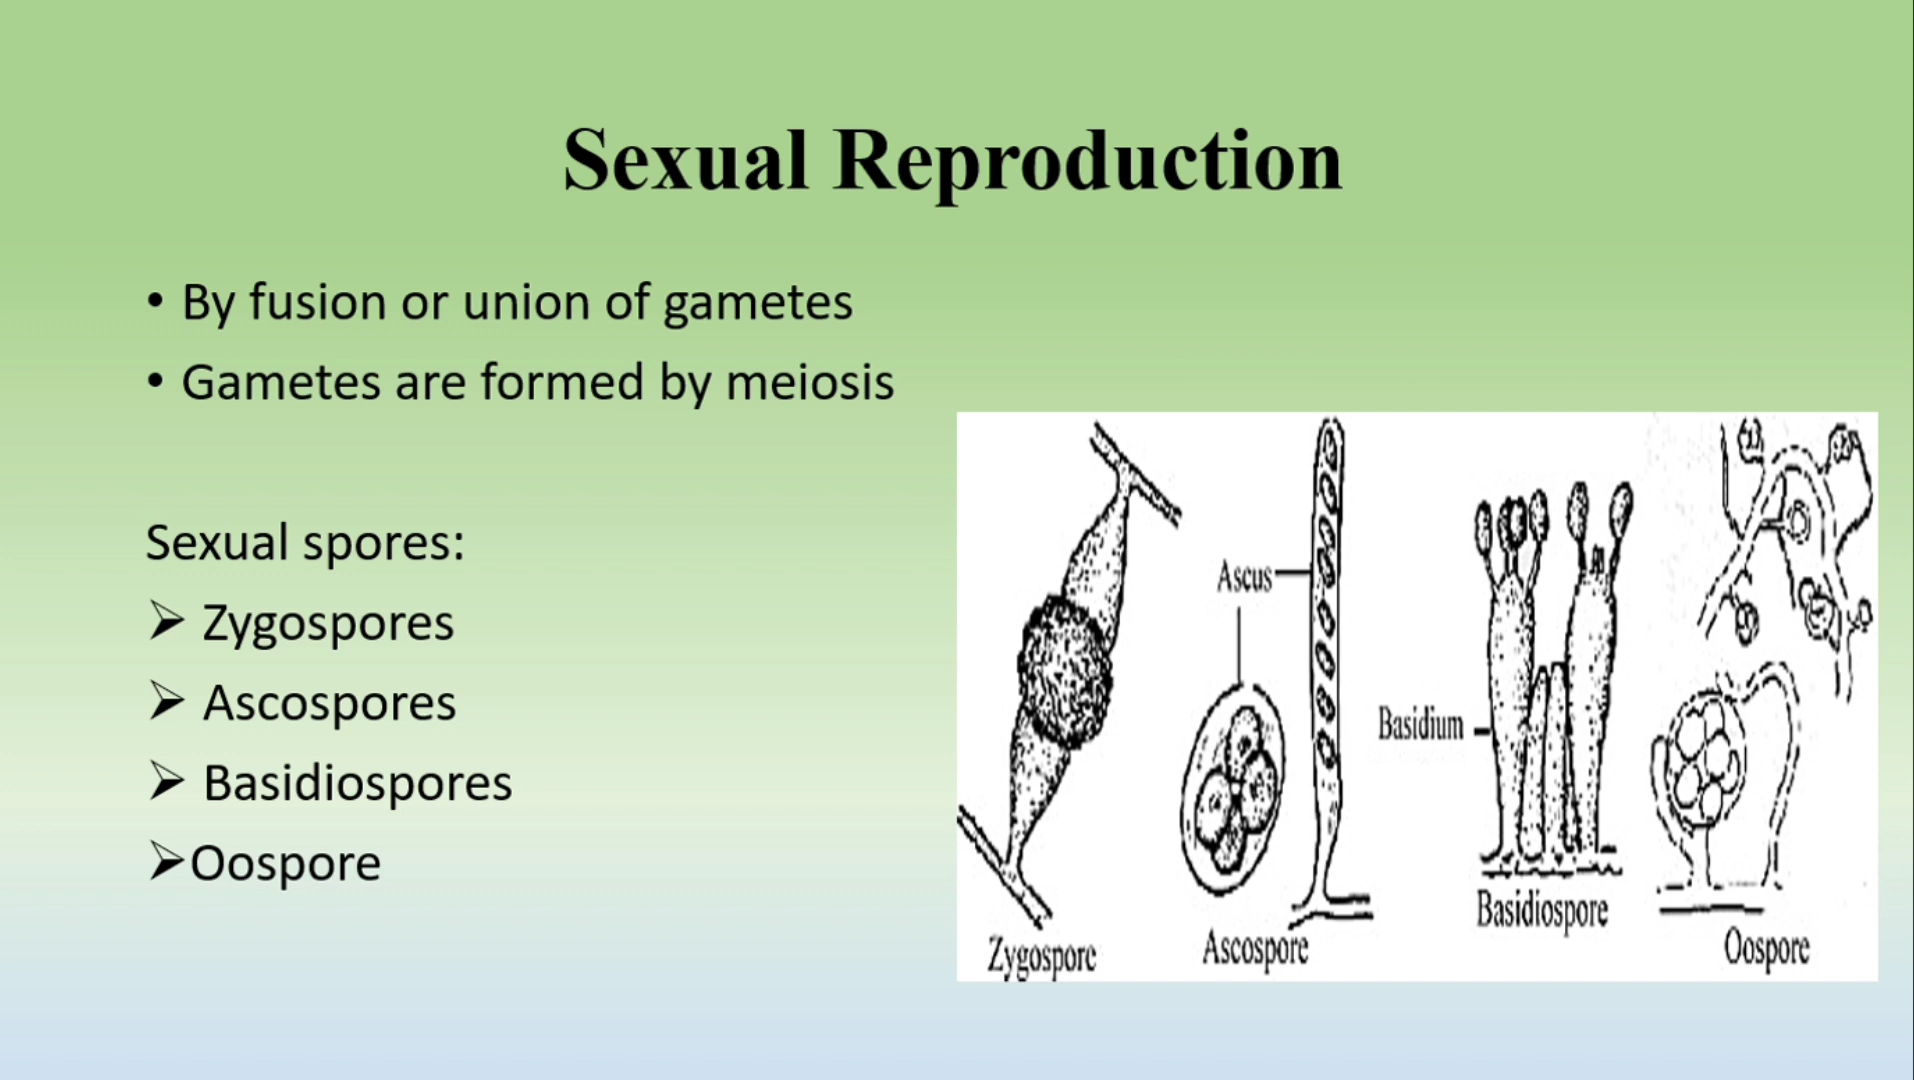 Sexual Reproduction
• By fusion or union of gametes
• Gametes are formed by meiosis
Sexual spores:
➢ Zygospores
➢ Ascospores
➢ Basidiospores
➢Oospore
Ascus
Basidium
Zygospore
Ascospore
Basidiospore
Oospore